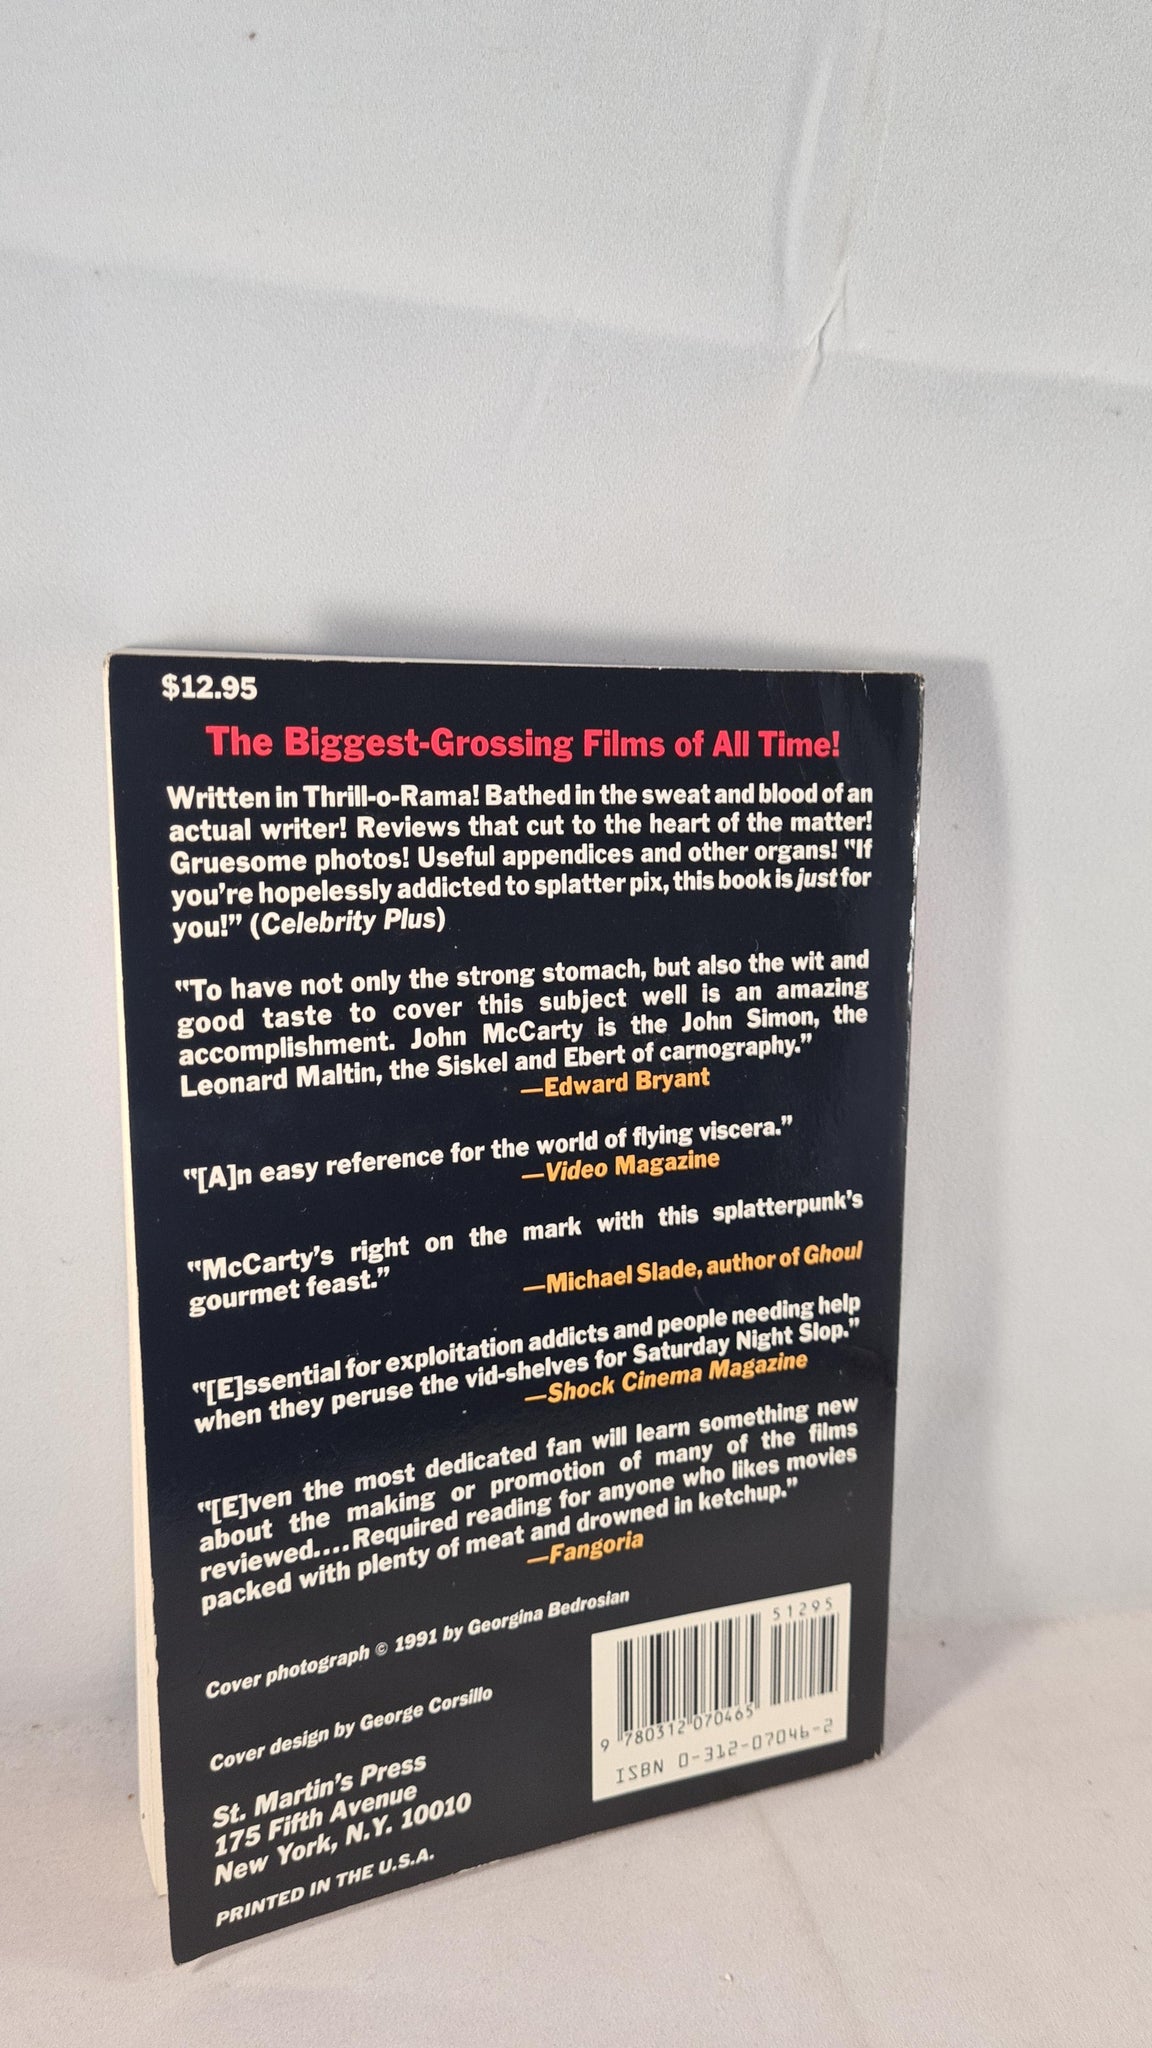 $12.95
The Biggest-Grossing Films of All Time!
Written in Thrill-o-Rama! Bathed in the sweat and blood of an
actual writer! Reviews that cut to the heart of the matter!
Gruesome photos! Useful appendices and other organs! "If
you're hopelessly addicted to splatter pix, this book is just for
you!" (Celebrity Plus)
"To have not only the strong stomach, but also the wit and
good taste to cover this subject well is an amazing
accomplishment. John McCarty is the John Simon, the
Leonard Maltin, the Siskel and Ebert of carnography."
—Edward Bryant
"[A]n easy reference for the world of flying viscera."
—Video Magazine
"McCarty's right on the mark with this splatterpunk's
gourmet feast."
—Michael Slade, author of Ghoul
"[E]ssential for exploitation addicts and people needing help
when they peruse the vid-shelves for Saturday Night Slop."
—Shock Cinema Magazine
"[E]ven the most dedicated fan will learn something new
about the making or promotion of many of the films
reviewed....Required reading for anyone who likes movies
packed with plenty of meat and drowned in ketchup."
—Fangoria
Cover photograph © 1991 by Georgina Bedrosian
Cover design by George Corsillo
St. Martin's Press
175 Fifth Avenue
New York, N.Y. 10010
PRINTED IN THE U.S.A.
51295
9 780312 070465
ISBN 0-312-07046-2